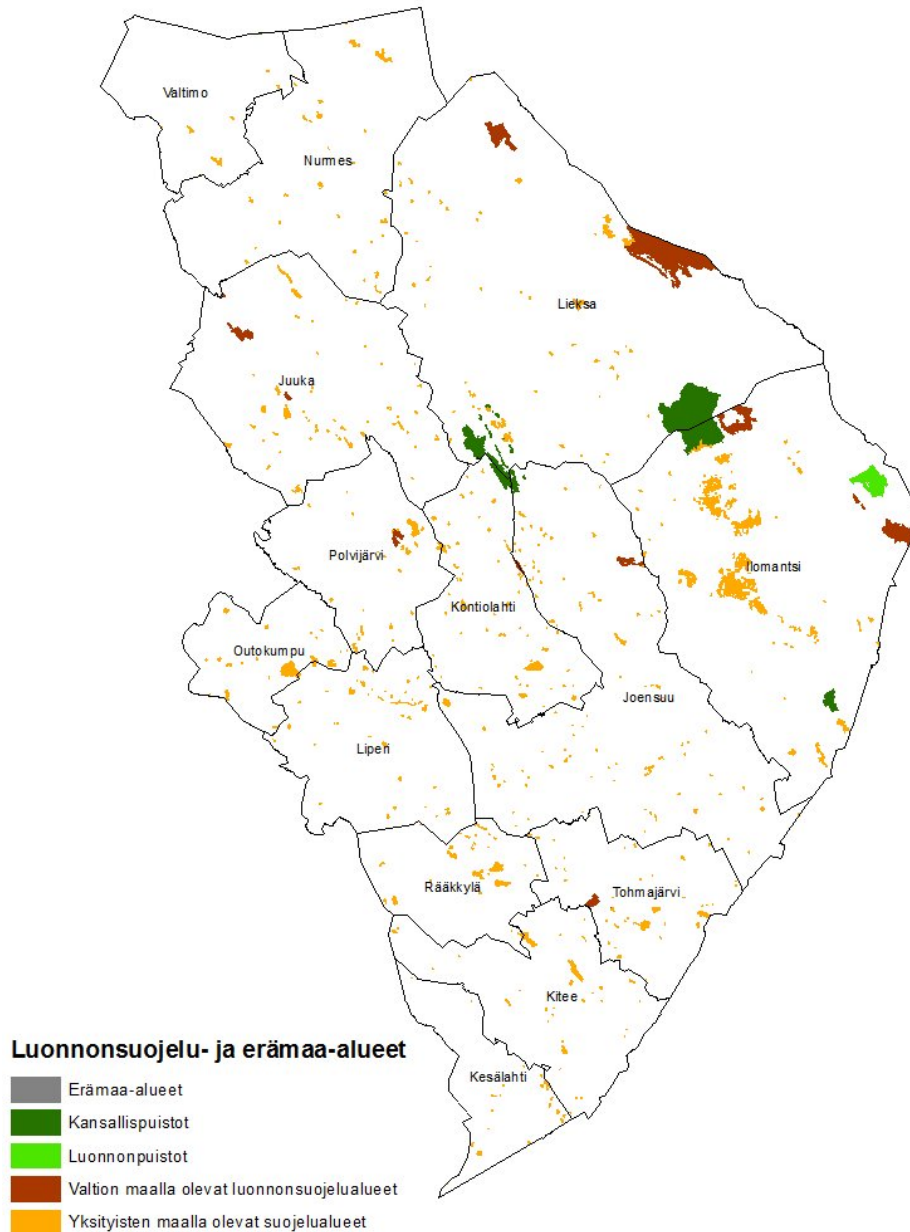 Valtimo
Nurmes
Lieksa
Juuka
Polvijärvi
Ilomantsi
Kontiolahti
Outokumpu
Joensuu
Liperi
Rääkkylä
Tohmajärvi
Kitee
Kesälahti
Luonnonsuojelu- ja erämaa-alueet
Erämaa-alueet
Kansallispuistot
Luonnonpuistot
Valtion maalla olevat luonnonsuojelualueet
Yksityisten maalla olevat suojelualueet